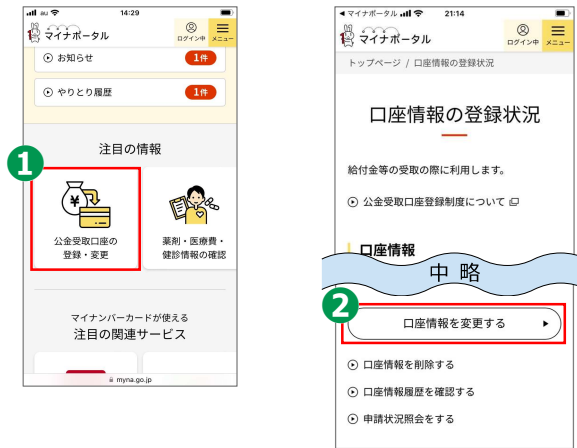 au 14:29
マイナポータル
ログイン中 メニュー
お知らせ 1件
やりとり履歴 1件
注目の情報
1
¥
公金受取口座の
登録・変更
薬剤・医療費・
健診情報の確認
マイナンバーカードが使える
注目の関連サービス
myna.go.jp
マイナポータル 21:14
マイナポータル
ログイン中 メニュー
トップページ / 口座情報の登録状況
口座情報の登録状況
給付金等の受取の際に利用します。
公金受取口座登録制度について
口座情報
中 略
2
口座情報を変更する
口座情報を削除する
口座情報履歴を確認する
申請状況照会をする